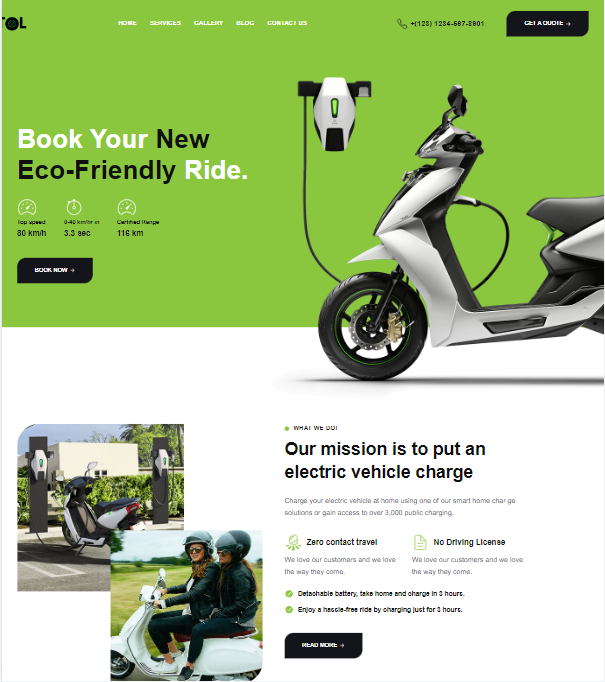 HOME SERVICES GALLERY BLOG CONTACT US
+(123) 1234-567-8901
GET A QUOTE →
Book Your New
Eco-Friendly Ride.
Top speed
80 km/h
0-40 km/hr in
3.3 sec
Certified Range
116 km
BOOK NOW →
WHAT WE DO!
Our mission is to put an
electric vehicle charge
Charge your electric vehicle at home using one of our smart home charge
solutions or gain access to over 3,000 public charging.
Zero contact travel
We love our customers and we love
the way they come.
No Driving License
We love our customers and we love
the way they come.
Detachable battery, take home and charge in 3 hours.
Enjoy a hassle-free ride by charging just for 3 hours.
READ MORE →